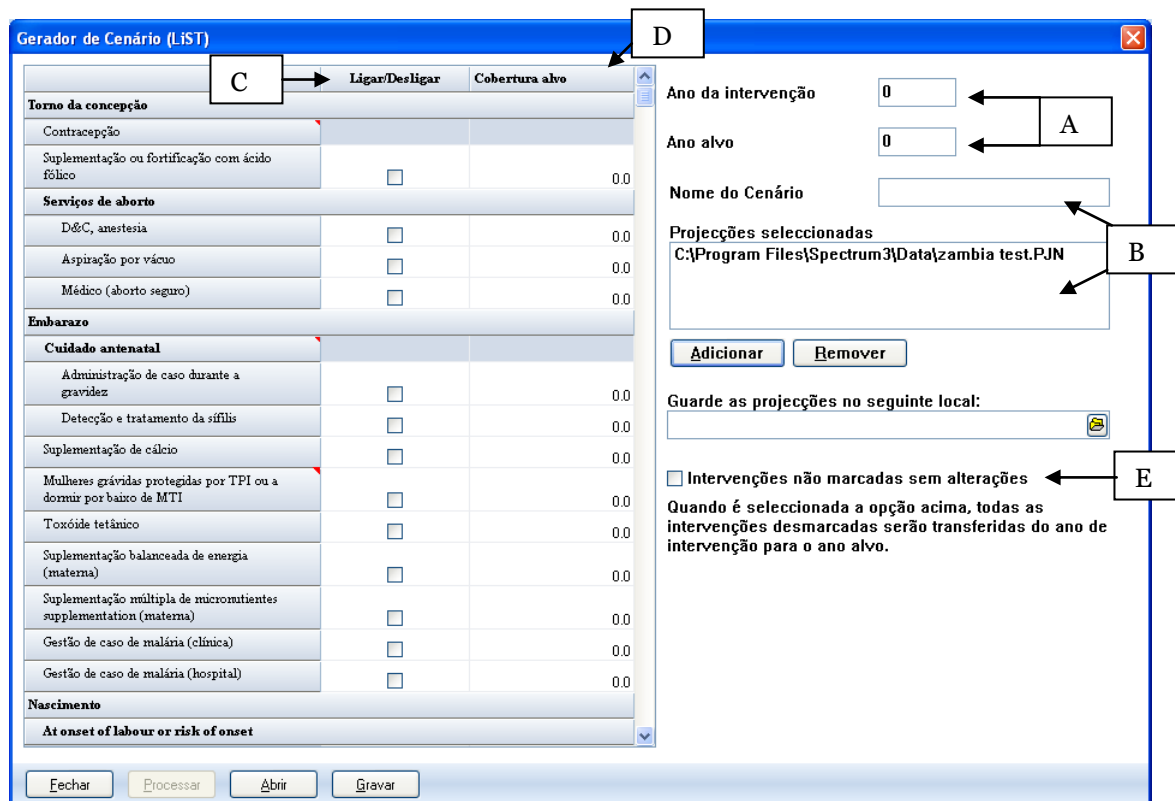 Gerador de Cenário (LiST)
D
C
Ligar/Desligar Cobertura alvo
Torno da concepção
Contracepção
Suplementação ou fortificação com ácido
fólico 0.0
Serviços de aborto
D&C, anestesia 0.0
Aspiração por vácuo 0.0
Médico (aborto seguro) 0.0
Embarazo
Cuidado antenatal
Administração de caso durante a
gravidez 0.0
Detecção e tratamento da sífilis 0.0
Suplementação de cálcio 0.0
Mulheres grávidas protegidas por TPI ou a
dormir por baixo de MTI 0.0
Toxóide tetânico 0.0
Suplementação balanceada de energia
(materna) 0.0
Suplementação múltipla de micronutientes
supplementation (materna) 0.0
Gestão de caso de malária (clínica) 0.0
Gestão de caso de malária (hospital) 0.0
Nascimento
At onset of labour or risk of onset
Ano da intervenção 0
A
Ano alvo 0
Nome do Cenário
Projecções seleccionadas
B
C:\Program Files\Spectrum3\Data\zambia test.PJN
Adicionar Remover
Guarde as projecções no seguinte local:
Intervenções não marcadas sem alterações E
Quando é seleccionada a opção acima, todas as
intervenções desmarcadas serão transferidas do ano de
intervenção para o ano alvo.
Fechar Processar Abrir Gravar